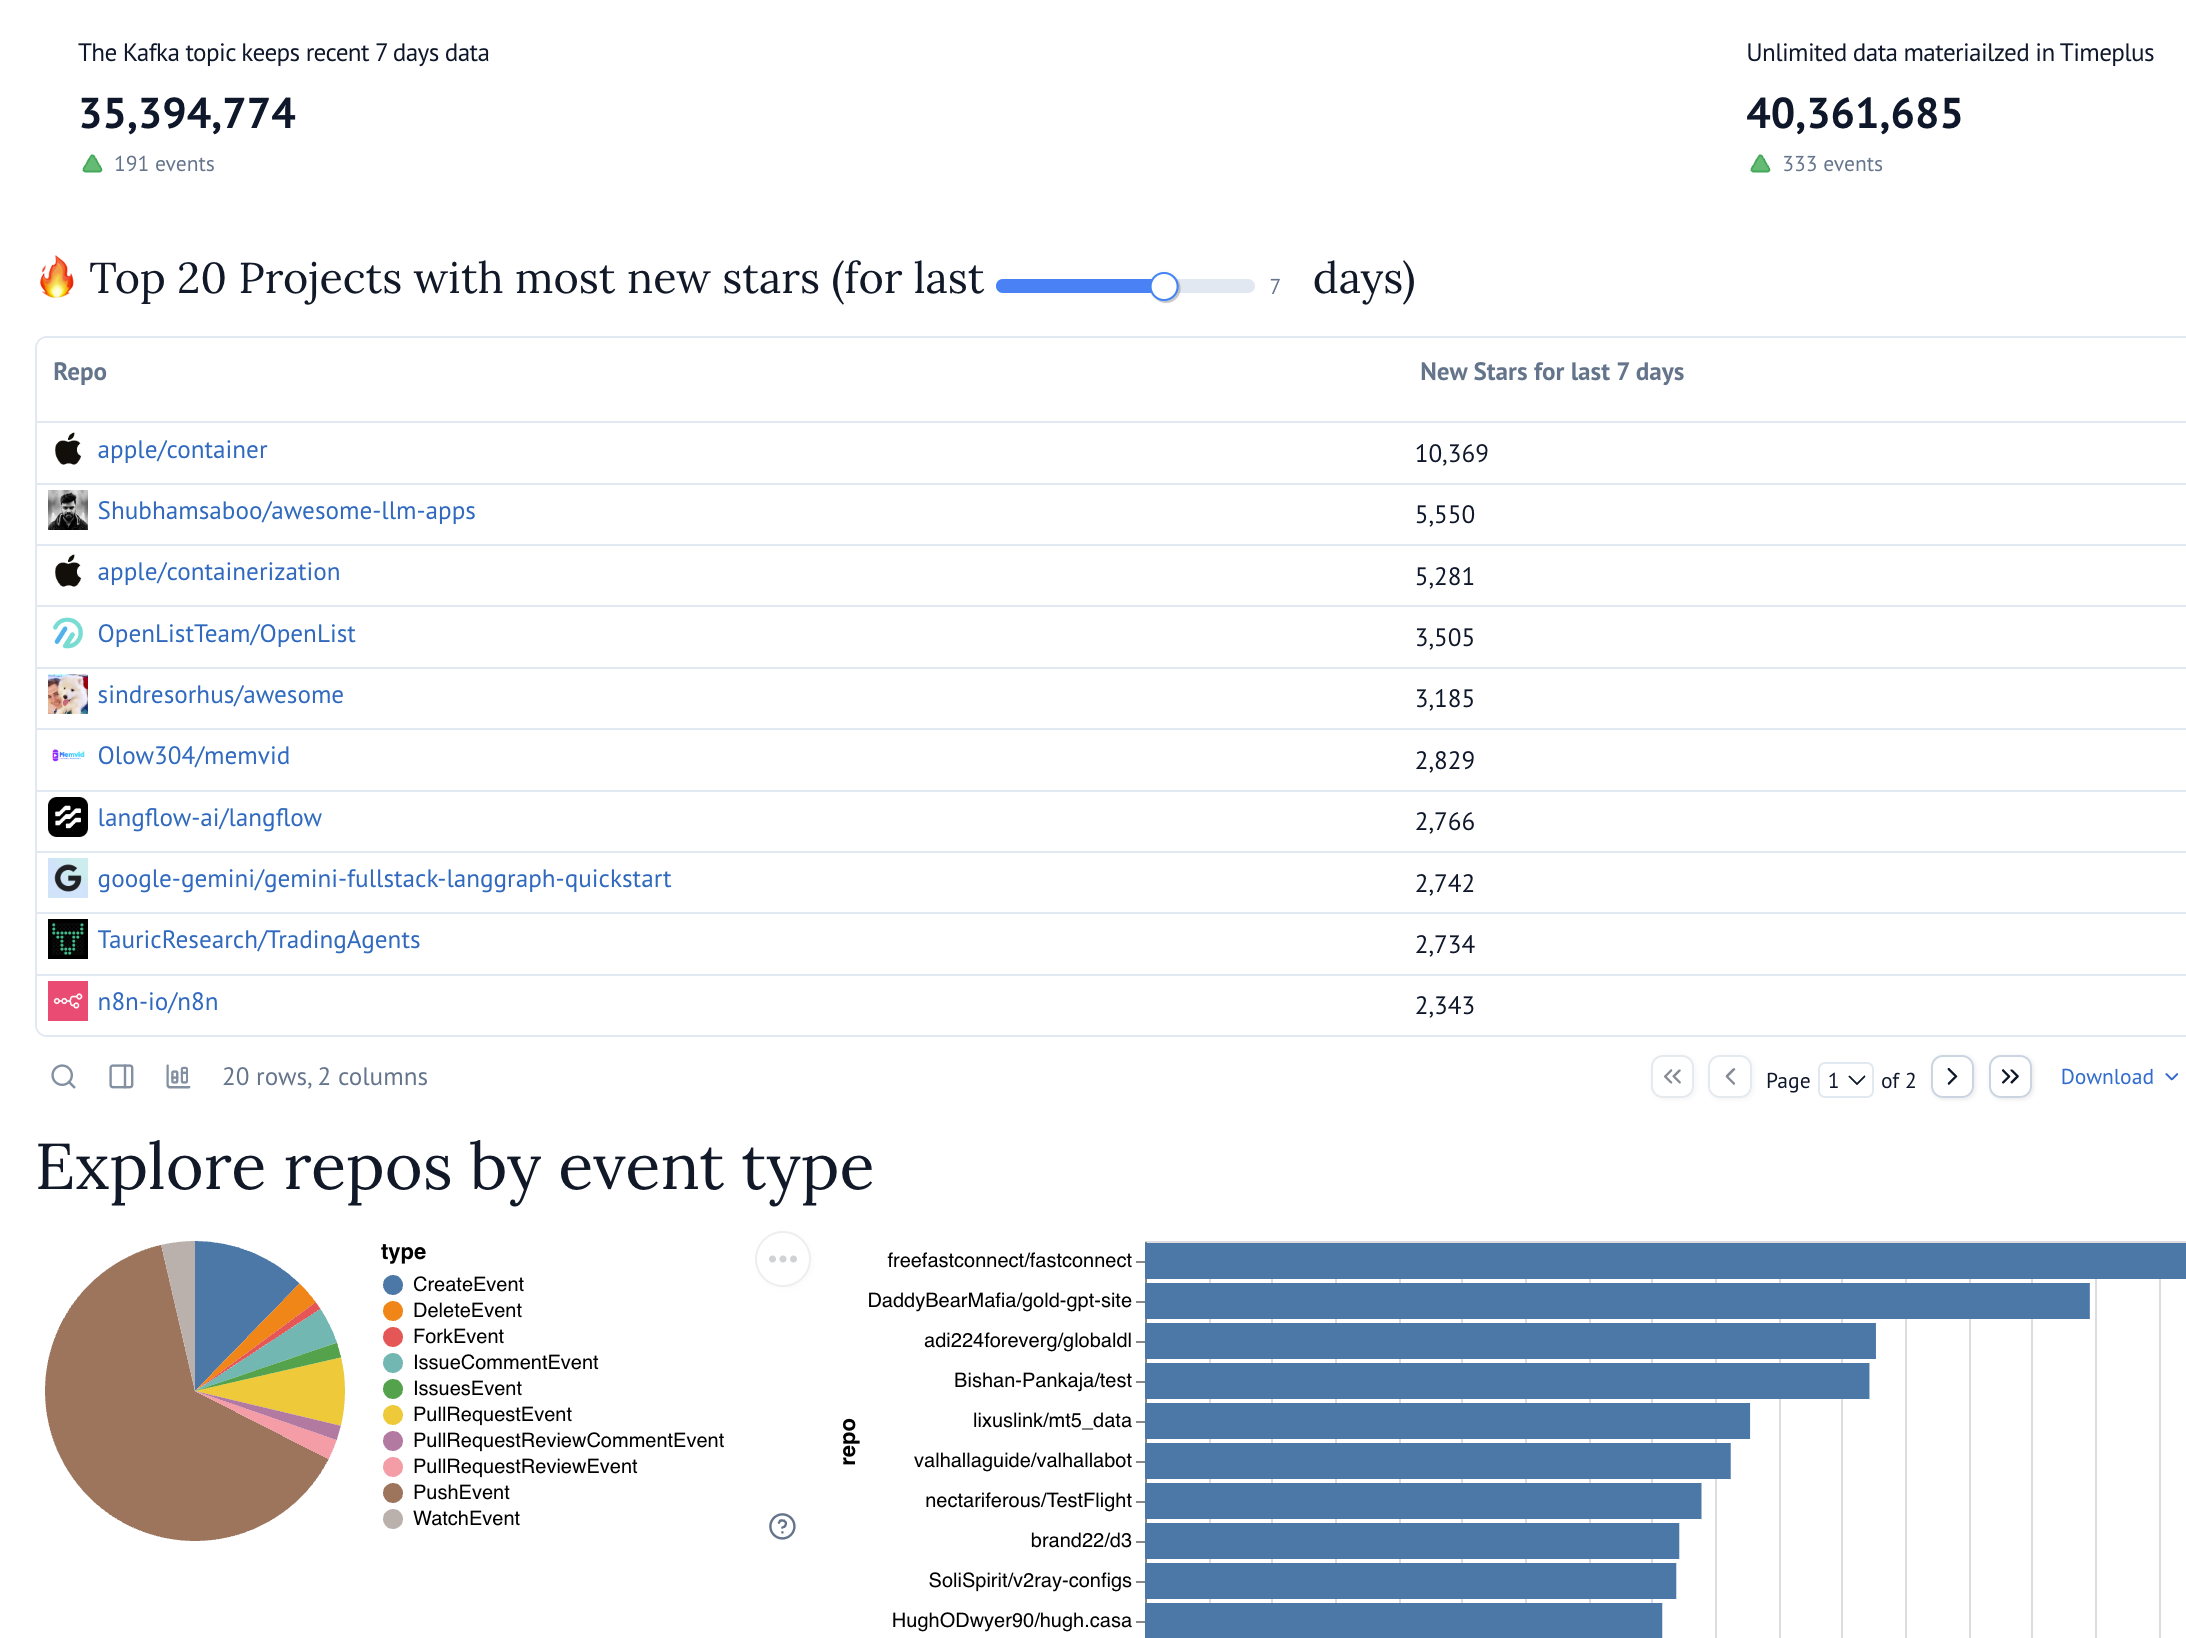 The Kafka topic keeps recent 7 days data
35,394,774
191 events
Unlimited data materiailzed in Timeplus
40,361,685
333 events
🔥 Top 20 Projects with most new stars (for last 7 days)
Repo New Stars for last 7 days
apple/container 10,369
Shubhamsaboo/awesome-llm-apps 5,550
apple/containerization 5,281
OpenListTeam/OpenList 3,505
sindresorhus/awesome 3,185
Memvid
Olow304/memvid 2,829
langflow-ai/langflow 2,766
google-gemini/gemini-fullstack-langgraph-quickstart 2,742
TauricResearch/TradingAgents 2,734
n8n-io/n8n 2,343
20 rows, 2 columns
Page 1 of 2
Download
Explore repos by event type
type
CreateEvent
DeleteEvent
ForkEvent
IssueCommentEvent
IssuesEvent
PullRequestEvent
PullRequestReviewCommentEvent
PullRequestReviewEvent
PushEvent
WatchEvent
repo
freefastconnect/fastconnect
DaddyBearMafia/gold-gpt-site
adi224foreverg/globaldl
Bishan-Pankaja/test
lixuslink/mt5_data
valhallaguide/valhallabot
nectariferous/TestFlight
brand22/d3
SoliSpirit/v2ray-configs
HughODwyer90/hugh.casa